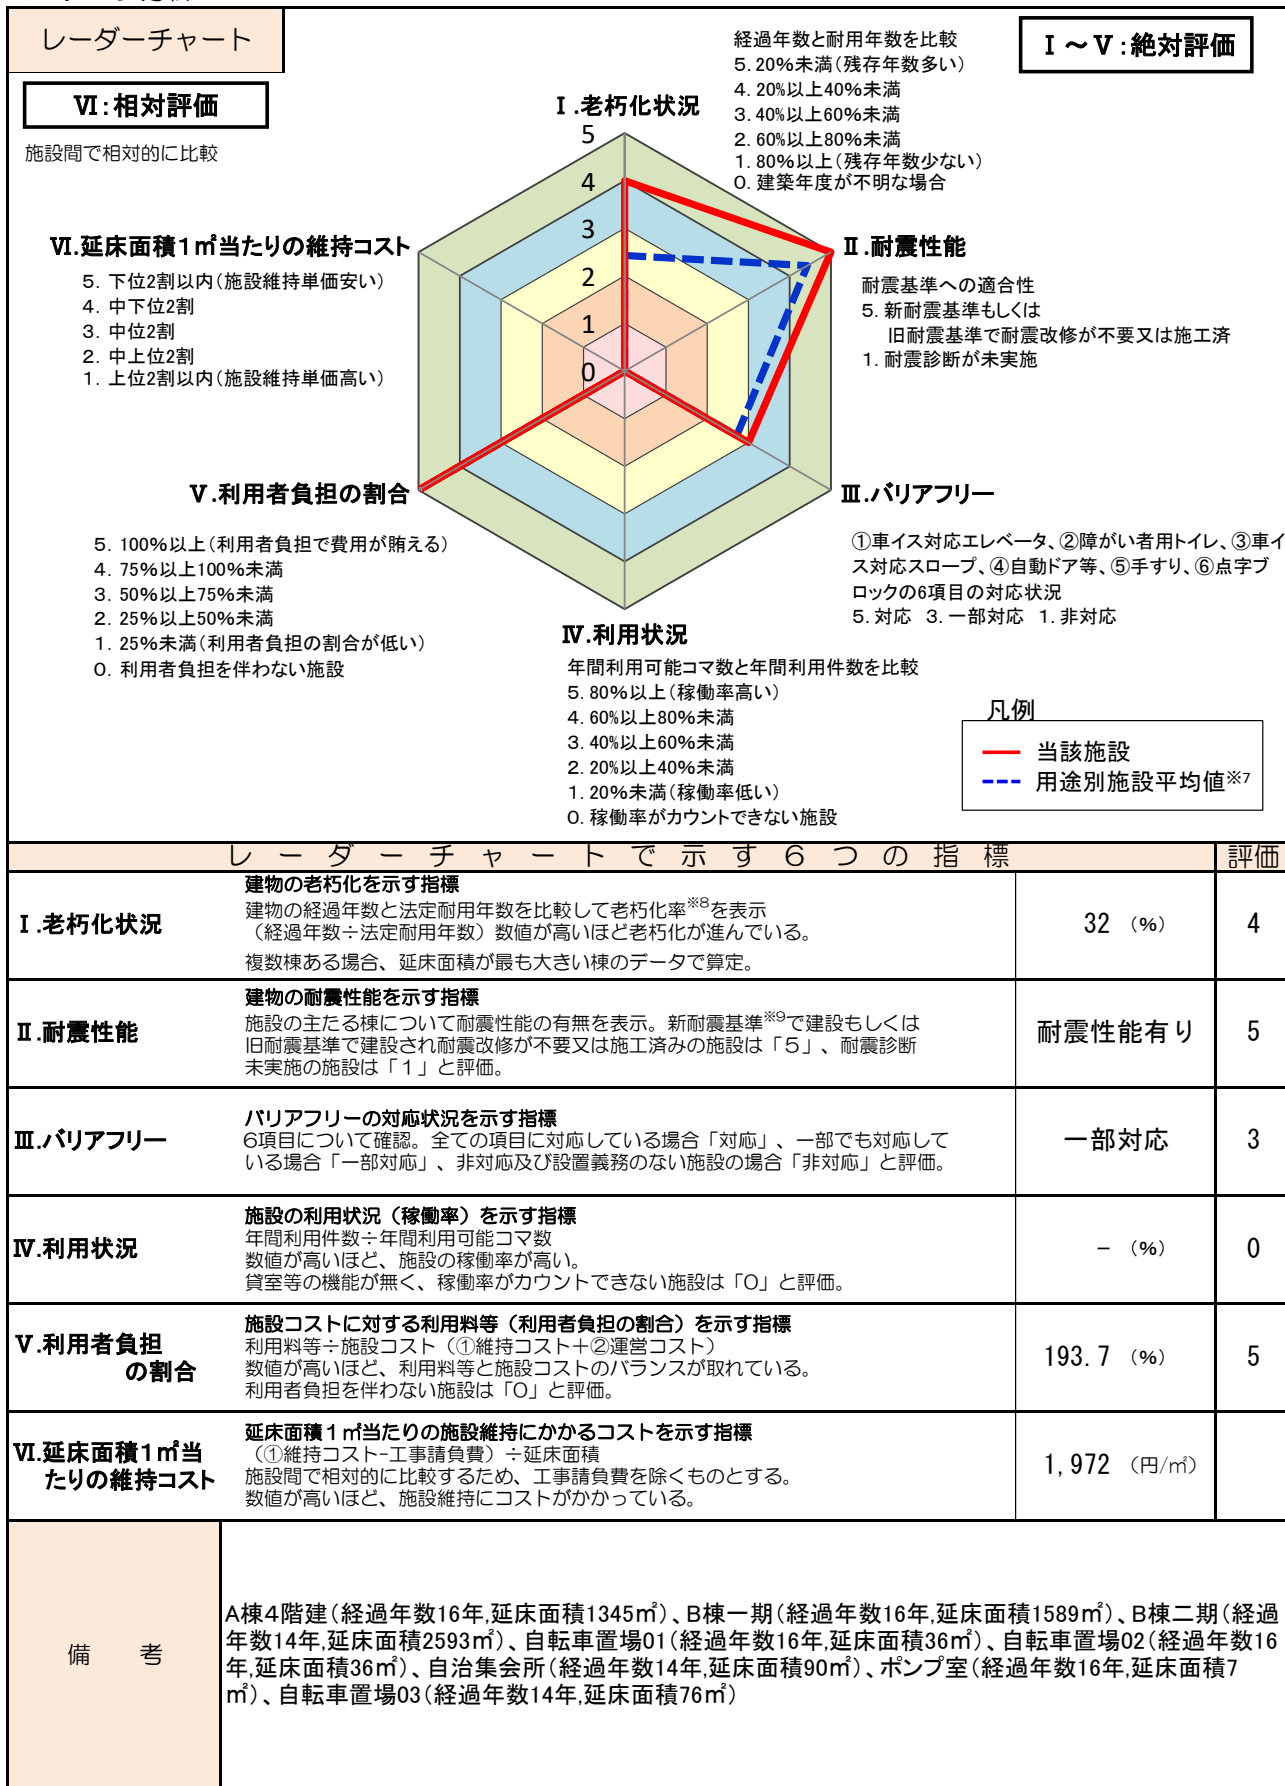 レーダーチャート
Ⅰ～Ⅴ：絶対評価
Ⅵ：相対評価
施設間で相対的に比較
Ⅰ.老朽化状況
経過年数と耐用年数を比較
5. 20%未満（残存年数多い）
4. 20%以上40%未満
3. 40%以上60%未満
2. 60%以上80%未満
1. 80%以上（残存年数少ない）
0. 建築年度が不明な場合
5
4
3
2
1
0
Ⅵ.延床面積１㎡当たりの維持コスト
5. 下位2割以内（施設維持単価安い）
4. 中下位2割
3. 中位2割
2. 中上位2割
1. 上位2割以内（施設維持単価高い）
Ⅱ.耐震性能
耐震基準への適合性
5. 新耐震基準もしくは
旧耐震基準で耐震改修が不要又は施工済
1. 耐震診断が未実施
Ⅴ.利用者負担の割合
5. 100%以上（利用者負担で費用が賄える）
4. 75%以上100%未満
3. 50%以上75%未満
2. 25%以上50%未満
1. 25%未満（利用者負担の割合が低い）
0. 利用者負担を伴わない施設
Ⅲ.バリアフリー
①車イス対応エレベータ、②障がい者用トイレ、③車イ
ス対応スロープ、④自動ドア等、⑤手すり、⑥点字ブ
ロックの6項目の対応状況
5. 対応 3. 一部対応 1. 非対応
Ⅳ.利用状況
年間利用可能コマ数と年間利用件数を比較
5. 80%以上（稼働率高い）
4. 60%以上80%未満
3. 40%以上60%未満
2. 20%以上40%未満
1. 20%未満（稼働率低い）
0. 稼働率がカウントできない施設
凡例
当該施設
用途別施設平均値※7
レーダーチャートで示す６つの指標 評価
Ⅰ.老朽化状況
建物の老朽化を示す指標
建物の経過年数と法定耐用年数を比較して老朽化率※8を表示
（経過年数÷法定耐用年数）数値が高いほど老朽化が進んでいる。
複数棟ある場合、延床面積が最も大きい棟のデータで算定。
32 （%） 4
Ⅱ.耐震性能
建物の耐震性能を示す指標
施設の主たる棟について耐震性能の有無を表示。新耐震基準※9で建設もしくは
旧耐震基準で建設され耐震改修が不要又は施工済みの施設は「５」、耐震診断
未実施の施設は「１」と評価。
耐震性能有り 5
Ⅲ.バリアフリー
バリアフリーの対応状況を示す指標
6項目について確認。全ての項目に対応している場合「対応」、一部でも対応して
いる場合「一部対応」、非対応及び設置義務のない施設の場合「非対応」と評価。
一部対応 3
Ⅳ.利用状況
施設の利用状況（稼働率）を示す指標
年間利用件数÷年間利用可能コマ数
数値が高いほど、施設の稼働率が高い。
貸室等の機能が無く、稼働率がカウントできない施設は「０」と評価。
－ （%） 0
Ⅴ.利用者負担
の割合
施設コストに対する利用料等（利用者負担の割合）を示す指標
利用料等÷施設コスト（①維持コスト＋②運営コスト）
数値が高いほど、利用料等と施設コストのバランスが取れている。
利用者負担を伴わない施設は「０」と評価。
193.7 （%） 5
Ⅵ.延床面積１㎡当
たりの維持コスト
延床面積１㎡当たりの施設維持にかかるコストを示す指標
（①維持コスト-工事請負費）÷延床面積
施設間で相対的に比較するため、工事請負費を除くものとする。
数値が高いほど、施設維持にコストがかかっている。
1,972 （円/㎡）
備 考
A棟4階建（経過年数16年,延床面積1345㎡）、B棟一期（経過年数16年,延床面積1589㎡）、B棟二期（経過
年数14年,延床面積2593㎡）、自転車置場01（経過年数16年,延床面積36㎡）、自転車置場02（経過年数16
年,延床面積36㎡）、自治集会所（経過年数14年,延床面積90㎡）、ポンプ室（経過年数16年,延床面積7
㎡）、自転車置場03（経過年数14年,延床面積76㎡）